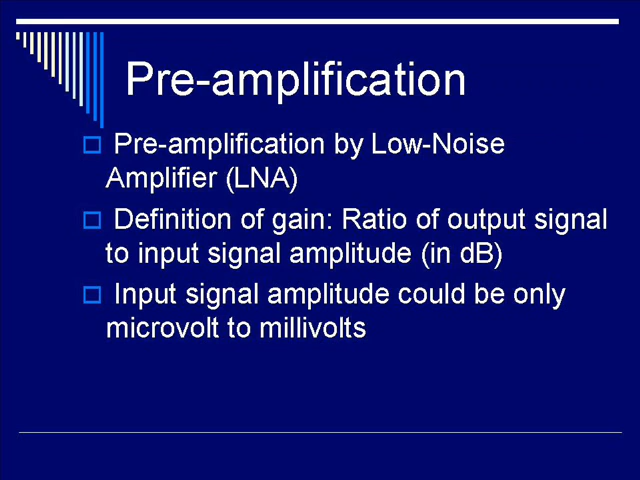 Pre-amplification
Pre-amplification by Low-Noise
Amplifier (LNA)
Definition of gain: Ratio of output signal
to input signal amplitude (in dB)
Input signal amplitude could be only
microvolt to millivolts